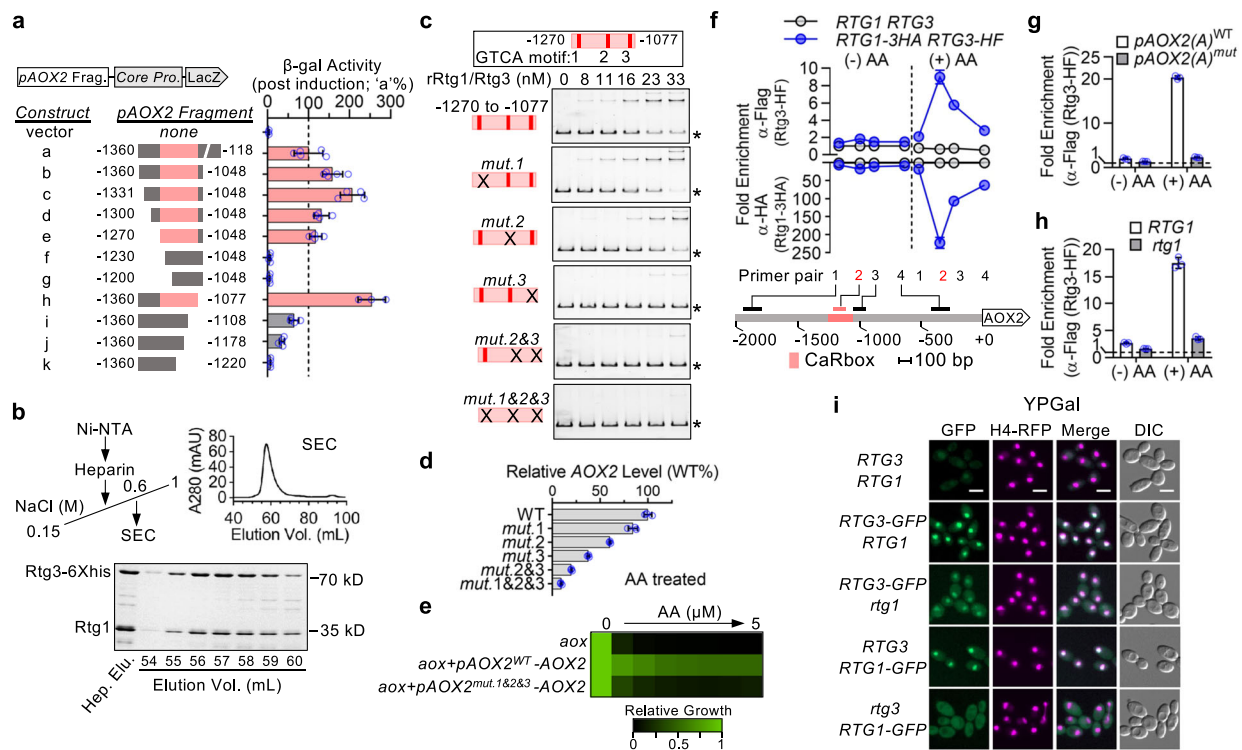 a
pAOX2 Frag. Core Pro. LacZ
β-gal Activity
(post induction; 'a'%)
0 100 200 300
Construct pAOX2 Fragment
vector none
a -1360 -118
b -1360 -1048
c -1331 -1048
d -1300 -1048
e -1270 -1048
f -1230 -1048
g -1200 -1048
h -1360 -1077
i -1360 -1108
j -1360 -1178
k -1360 -1220
b
Ni-NTA
Heparin
0.6
1
NaCl (M)
0.15
SEC
A280 (mAU)
80
60
40
20
0
SEC
40 60 80 100
Elution Vol. (mL)
Rtg3-6Xhis
70 kD
Rtg1
35 kD
Hep. Elu.
54 55 56 57 58 59 60
Elution Vol. (mL)
c
-1270 -1077
GTCA
motif:1 2 3
rRtg1/Rtg3 (nM) 0 8 11 16 23 33
-1270 to -1077
*
mut.1
X
*
mut.2
X
*
mut.3
X
*
mut.2&3
X X
*
mut.1&2&3
X X X
*
d
Relative AOX2 Level (WT%)
0 50 100
WT
mut.1
mut.2
mut.3
mut.2&3
mut.1&2&3
AA treated
e
AA (µM)
0 5
aox
aox+pAOX2WT-AOX2
aox+pAOX2mut.1&2&3-AOX2
Relative Growth
0 0.5 1
f
RTG1 RTG3
RTG1-3HA RTG3-HF
(-) AA (+) AA
Fold Enrichment
α-Flag
(Rtg3-HF)
10
8
6
4
2
0
Fold Enrichment
α-HA
(Rtg1-3HA)
0
50
100
150
200
250
Primer pair 1 2 3 4 1 2 3 4
AOX2
-2000 -1500 -1000 -500 +0
CaRbox 100 bp
g
pAOX2(A)WT
pAOX2(A)mut
Fold Enrichment
(α-Flag (Rtg3-HF))
25
20
15
10
5
1
(-) AA (+) AA
h
RTG1
rtg1
Fold Enrichment
(α-Flag (Rtg3-HF))
20
15
10
5
1
(-) AA (+) AA
i
YPGal
GFP H4-RFP Merge DIC
RTG3
RTG1
RTG3-GFP
RTG1
RTG3-GFP
rtg1
RTG3
RTG1-GFP
rtg3
RTG1-GFP